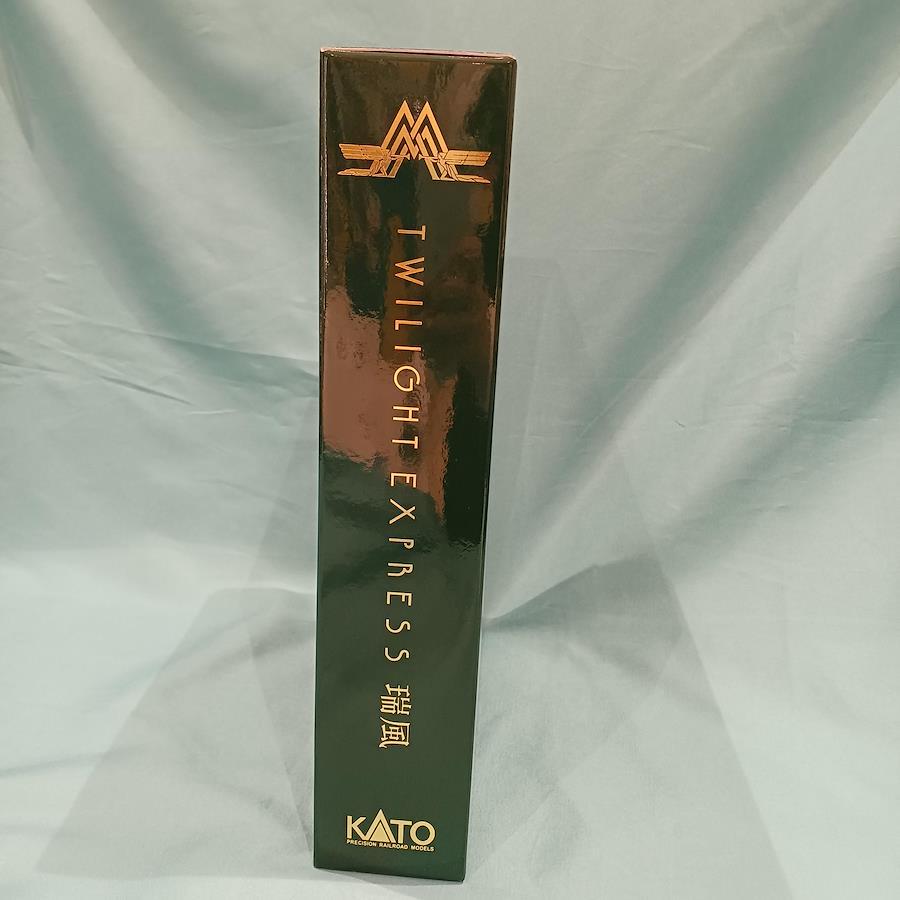 TWILIGHT EXPRESS 瑞風
KATO
PRECISION RAILROAD MODELS